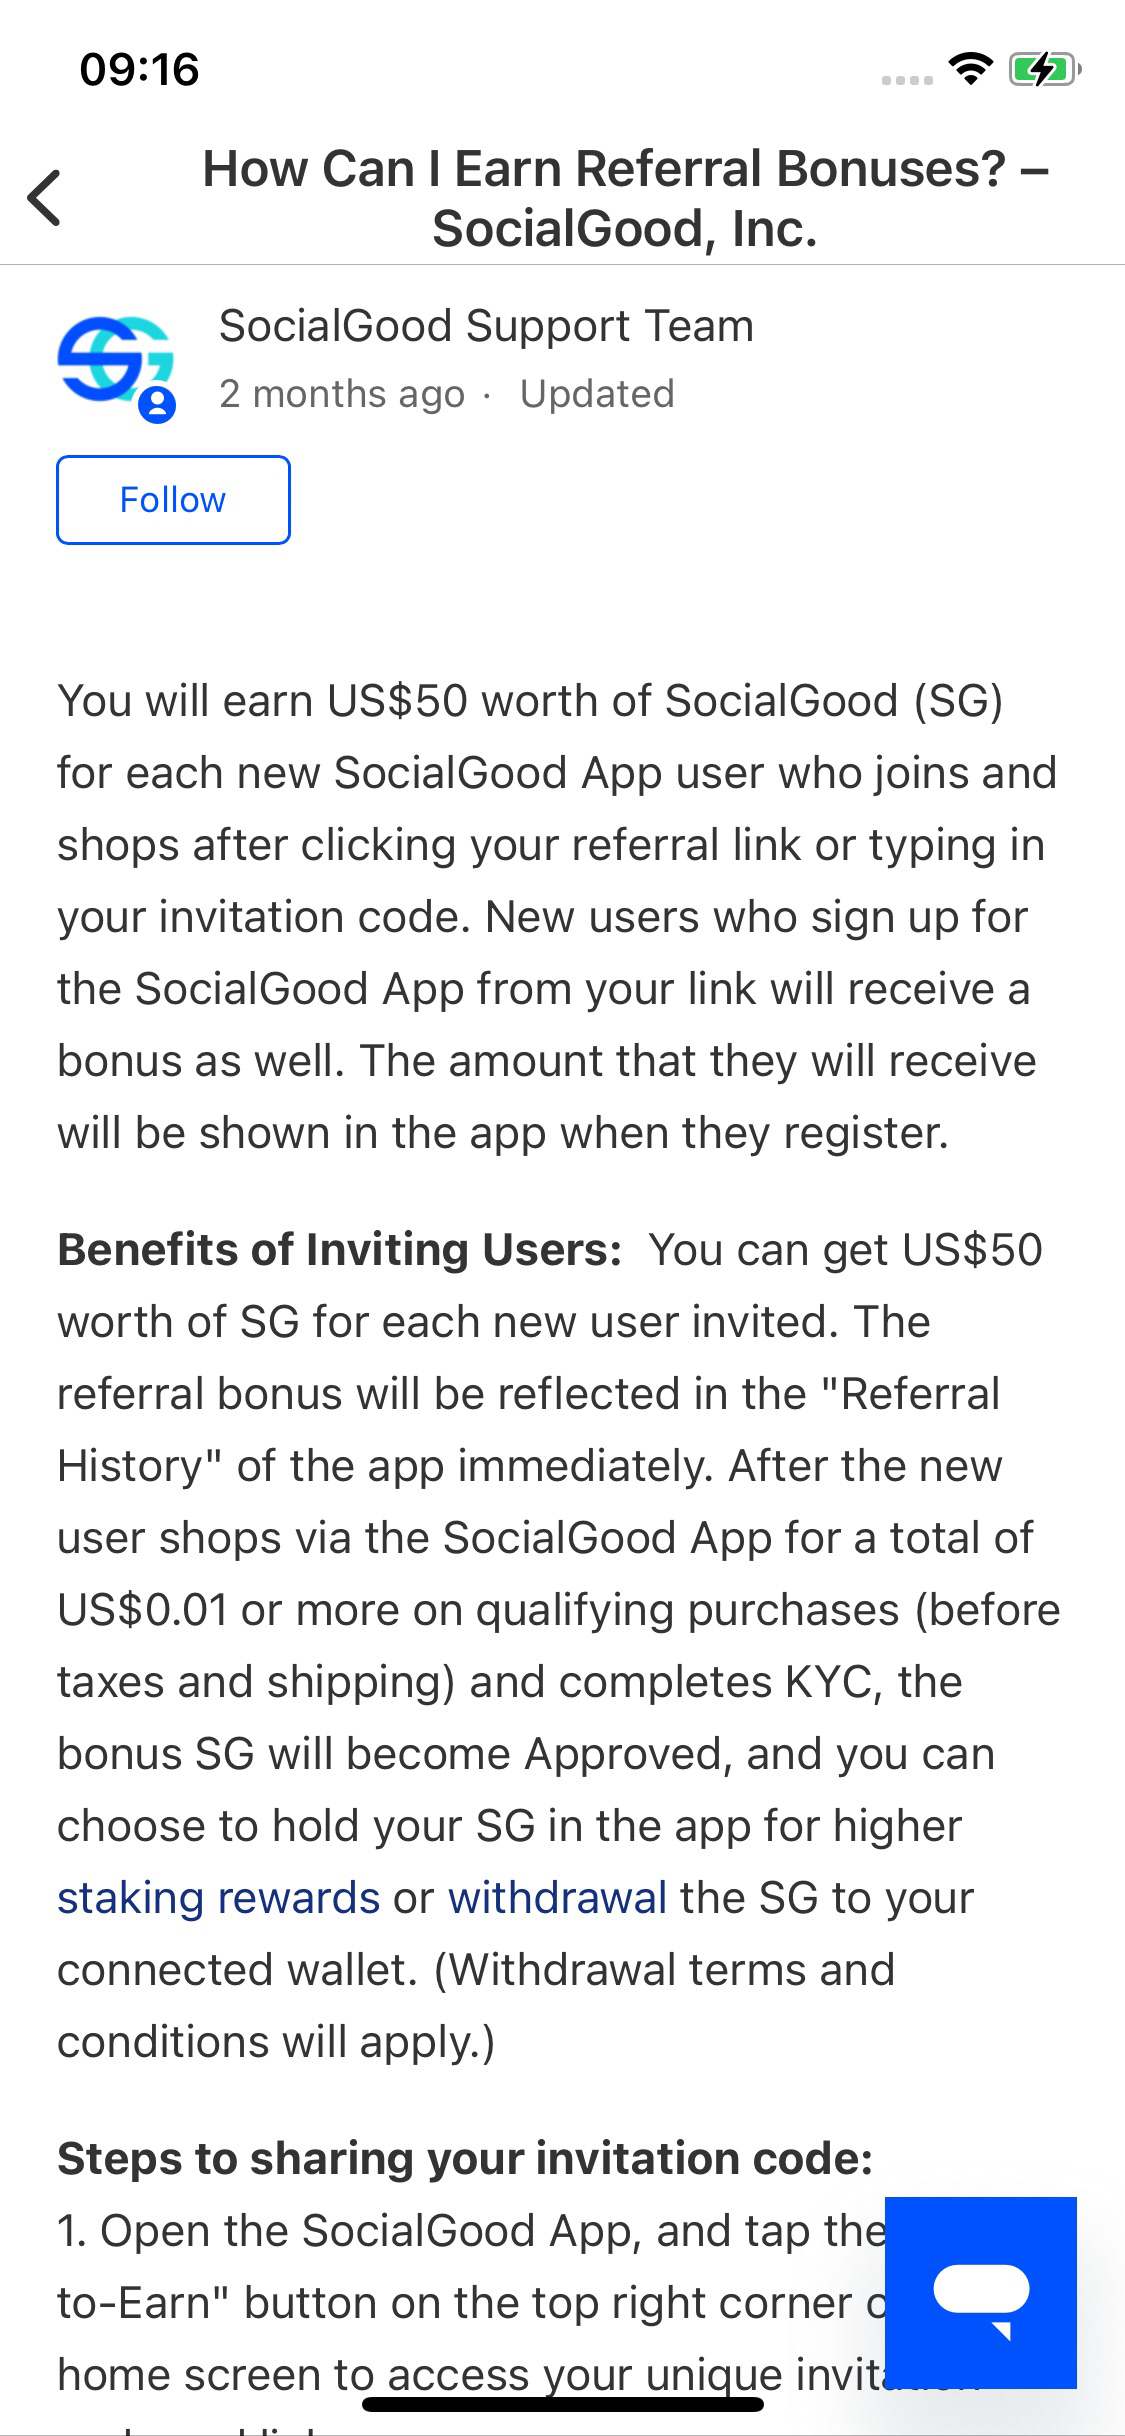 09:16
How Can I Earn Referral Bonuses? –
SocialGood, Inc.
SocialGood Support Team
2 months ago · Updated
Follow
You will earn US$50 worth of SocialGood (SG)
for each new SocialGood App user who joins and
shops after clicking your referral link or typing in
your invitation code. New users who sign up for
the SocialGood App from your link will receive a
bonus as well. The amount that they will receive
will be shown in the app when they register.
Benefits of Inviting Users: You can get US$50
worth of SG for each new user invited. The
referral bonus will be reflected in the "Referral
History" of the app immediately. After the new
user shops via the SocialGood App for a total of
US$0.01 or more on qualifying purchases (before
taxes and shipping) and completes KYC, the
bonus SG will become Approved, and you can
choose to hold your SG in the app for higher
staking rewards or withdrawal the SG to your
connected wallet. (Withdrawal terms and
conditions will apply.)
Steps to sharing your invitation code:
1. Open the SocialGood App, and tap the
to-Earn" button on the top right corner
home screen to access your unique